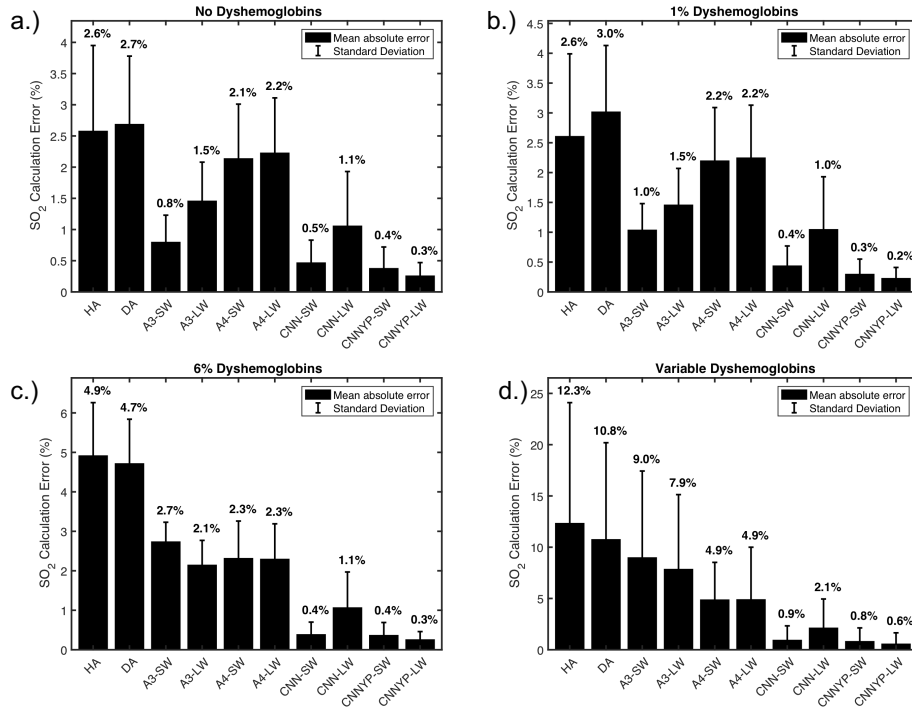 a.)
No Dyshemoglobins
SO2 Calculation Error (%)
4
3.5
3
2.5
2
1.5
1
0.5
0
2.6%
2.7%
0.8%
1.5%
2.1%
2.2%
0.5%
1.1%
0.4%
0.3%
Mean absolute error
Standard Deviation
HA
DA
A3-SW
A3-LW
A4-SW
A4-LW
CNN-SW
CNN-LW
CNNYP-SW
CNNYP-LW
b.)
1% Dyshemoglobins
SO2 Calculation Error (%)
4.5
4
3.5
3
2.5
2
1.5
1
0.5
0
2.6%
3.0%
1.0%
1.5%
2.2%
2.2%
0.4%
1.0%
0.3%
0.2%
Mean absolute error
Standard Deviation
HA
DA
A3-SW
A3-LW
A4-SW
A4-LW
CNN-SW
CNN-LW
CNNYP-SW
CNNYP-LW
c.)
6% Dyshemoglobins
SO2 Calculation Error (%)
6
5
4
3
2
1
0
4.9%
4.7%
2.7%
2.1%
2.3%
2.3%
0.4%
1.1%
0.4%
0.3%
Mean absolute error
Standard Deviation
HA
DA
A3-SW
A3-LW
A4-SW
A4-LW
CNN-SW
CNN-LW
CNNYP-SW
CNNYP-LW
d.)
Variable Dyshemoglobins
SO2 Calculation Error (%)
25
20
15
10
5
0
12.3%
10.8%
9.0%
7.9%
4.9%
4.9%
0.9%
2.1%
0.8%
0.6%
Mean absolute error
Standard Deviation
HA
DA
A3-SW
A3-LW
A4-SW
A4-LW
CNN-SW
CNN-LW
CNNYP-SW
CNNYP-LW